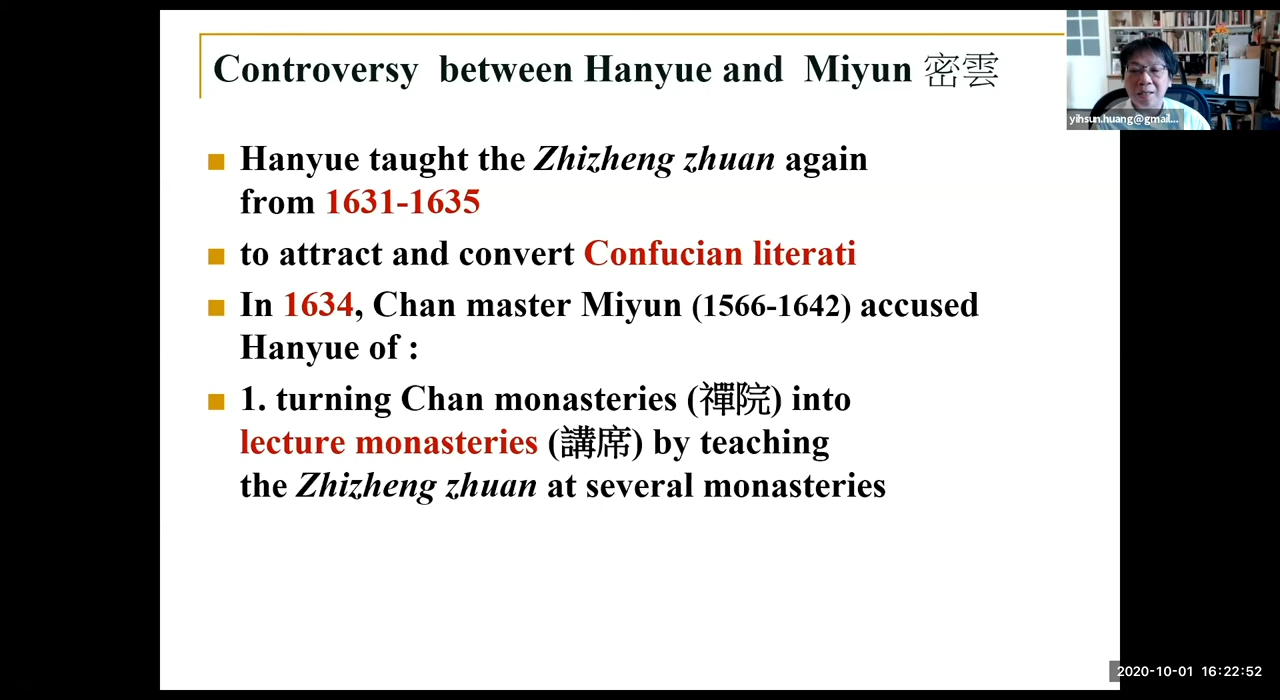 Controversy between Hanyue and Miyun 密雲
yihsun.huang@gmail...
Hanyue taught the Zhizheng zhuan again
from 1631-1635
to attract and convert Confucian literati
In 1634, Chan master Miyun (1566-1642) accused
Hanyue of :
1. turning Chan monasteries (禪院) into
lecture monasteries (講席) by teaching
the Zhizheng zhuan at several monasteries
2020-10-01 16:22:52